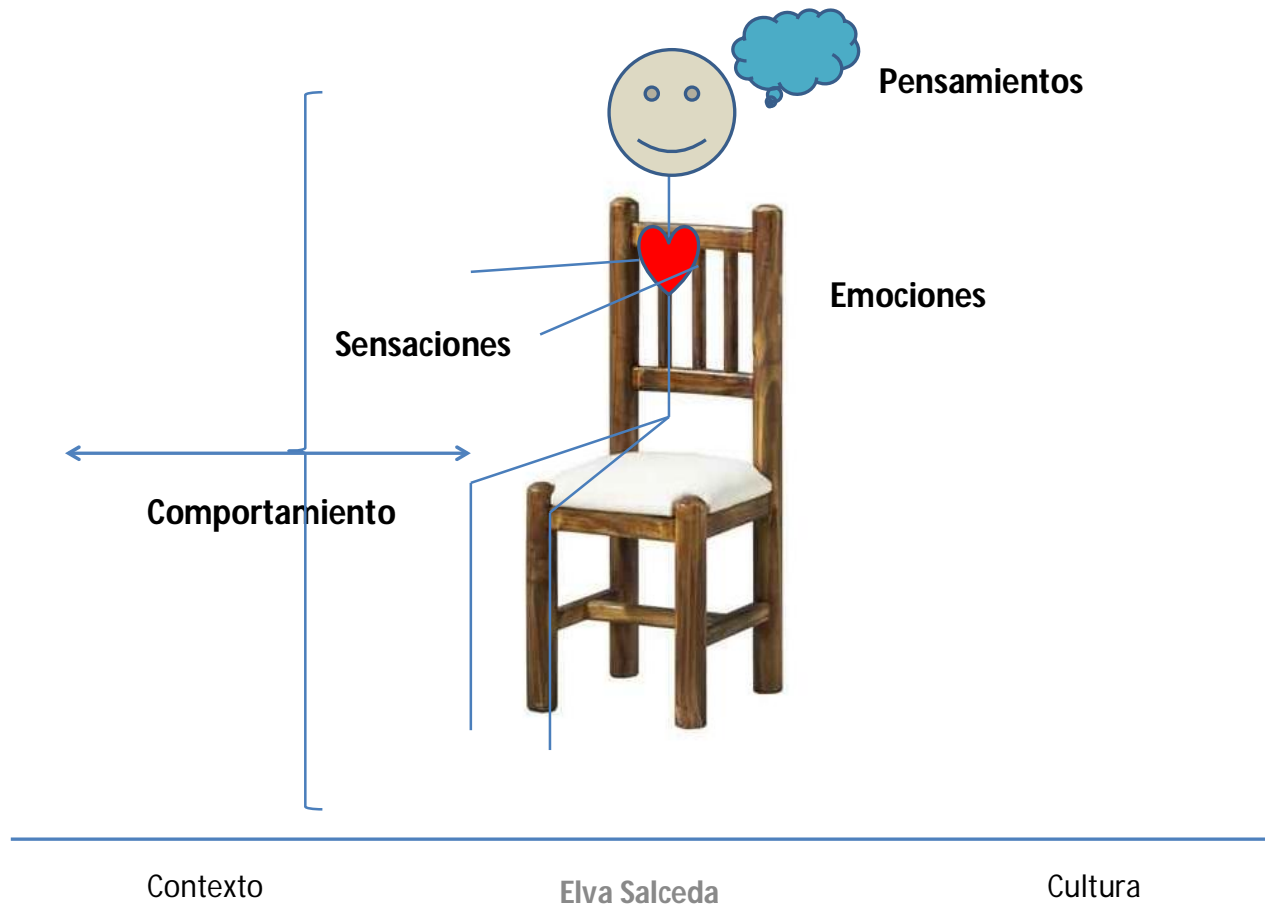 Pensamientos
Emociones
Sensaciones
Comportamiento
Contexto
Elva Salceda
Cultura